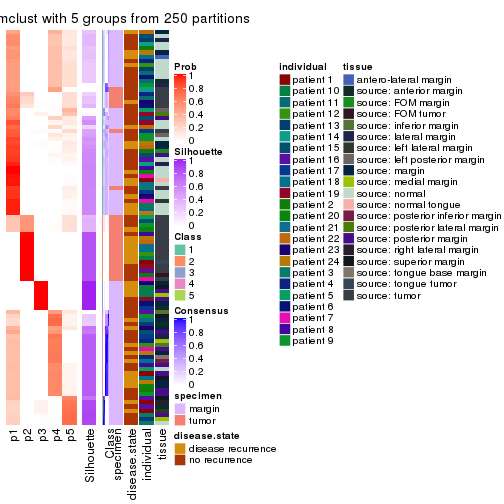 mclust with 5 groups from 250 partitions
Prob
1
0.8
0.6
0.4
0.2
0
Silhouette
1
0.8
0.6
0.4
0.2
0
Class
1
2
3
4
5
Consensus
1
0.8
0.6
0.4
0.2
0
specimen
margin
tumor
disease.state
disease recurrence
no recurrence
individual
patient 1
patient 10
patient 11
patient 12
patient 13
patient 14
patient 15
patient 16
patient 17
patient 18
patient 19
patient 2
patient 20
patient 21
patient 22
patient 23
patient 24
patient 3
patient 4
patient 5
patient 6
patient 7
patient 8
patient 9
tissue
antero-lateral margin
source: anterior margin
source: FOM margin
source: FOM tumor
source: inferior margin
source: lateral margin
source: left lateral margin
source: left posterior margin
source: margin
source: medial margin
source: normal
source: normal tongue
source: posterior inferior margin
source: posterior lateral margin
source: posterior margin
source: right lateral margin
source: superior margin
source: tongue base margin
source: tongue tumor
source: tumor
p1
p2
p3
p4
p5
Silhouette
Class
specimen
disease.state
individual
tissue